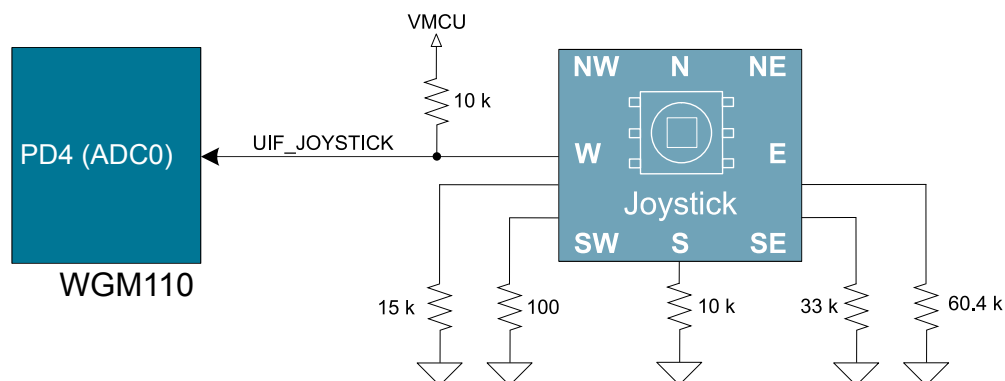 VMCU
NW N NE
10 k
PD4 (ADC0)
UIF_JOYSTICK
W E
Joystick
SW S SE
WGM110
15 k
100
10 k
33 k
60.4 k